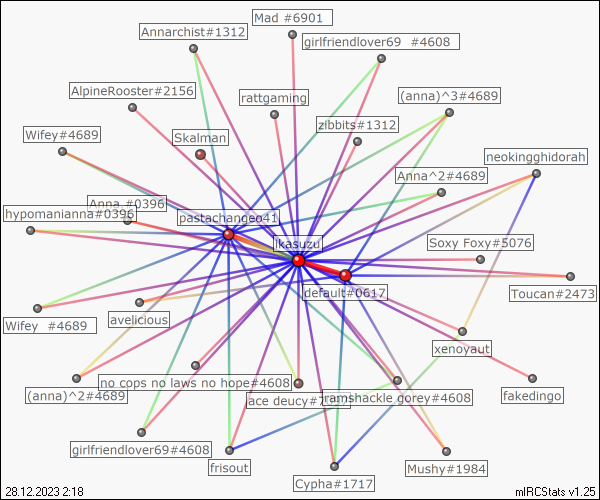 Mad #6901
Annarchist#1312
girlfriendlover69 #4608
AlpineRooster#2156
rattgaming
(anna)^3#4689
zibbits#1312
Wifey#4689
Skalman
neokingghidorah
Anna^2#4689
Anna.#0396
hypomanianna#0396
pastachangeo41
ikasuzu
Soxy Foxy#5076
default#0617
Toucan#2473
Wifey #4689
avelicious
xenoyaut
no cops no laws no hope#4608
(anna)^2#4689
ace deucy#7
ramshackle gorey#4608
fakedingo
girlfriendlover69#4608
frisout
Mushy#1984
Cypha#1717
28.12.2023 2:18
mIRCStats v1.25